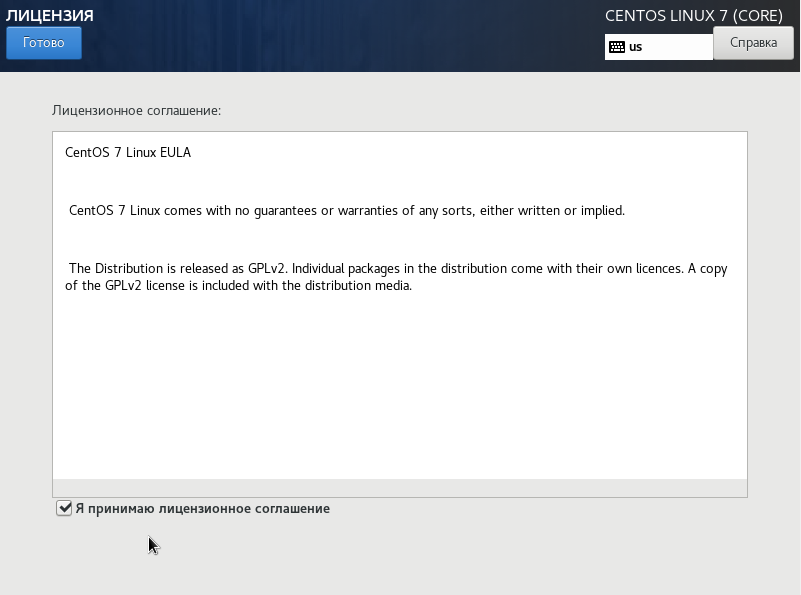 ЛИЦЕНЗИЯ
CENTOS LINUX 7 (CORE)
Готово
us
Справка
Лицензионное соглашение:
CentOS 7 Linux EULA
CentOS 7 Linux comes with no guarantees or warranties of any sorts, either written or implied.
The Distribution is released as GPLv2. Individual packages in the distribution come with their own licences. A copy
of the GPLv2 license is included with the distribution media.
Я принимаю лицензионное соглашение